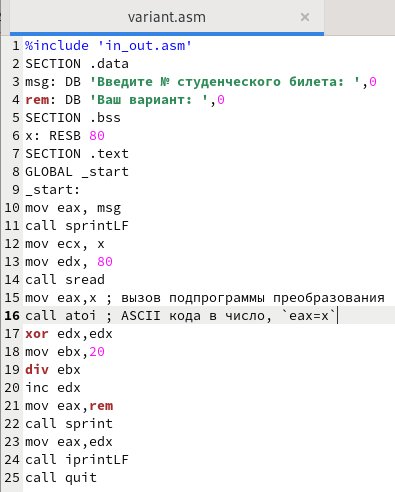 variant.asm ×
1 %include 'in_out.asm'
2 SECTION .data
3 msg: DB 'Введите № студенческого билета: ',0
4 rem: DB 'Ваш вариант: ',0
5 SECTION .bss
6 x: RESB 80
7 SECTION .text
8 GLOBAL _start
9 _start:
10 mov eax, msg
11 call sprintLF
12 mov ecx, x
13 mov edx, 80
14 call sread
15 mov eax,x ; вызов подпрограммы преобразования
16 call atoi ; ASCII кода в число, `eax=x`
17 xor edx,edx
18 mov ebx,20
19 div ebx
20 inc edx
21 mov eax,rem
22 call sprint
23 mov eax,edx
24 call iprintLF
25 call quit